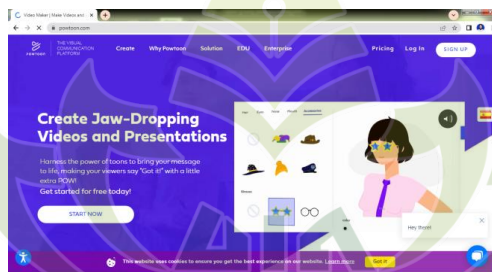 Video Maker | Make Videos and
powtoon.com
POWTOON
THE VISUAL
COMMUNICATION
PLATFORM
Create Why Powtoon Solution EDU Enterprise Pricing Log In SIGN UP
Create Jaw-Dropping
Videos and Presentations
Harness the power of toons to bring your message
to life, making your viewers say "Got it!" with a little
extra POW!
Get started for free today!
START NOW
Hey there!
This website uses cookies to ensure you get the best experience on our website. Learn more Got it